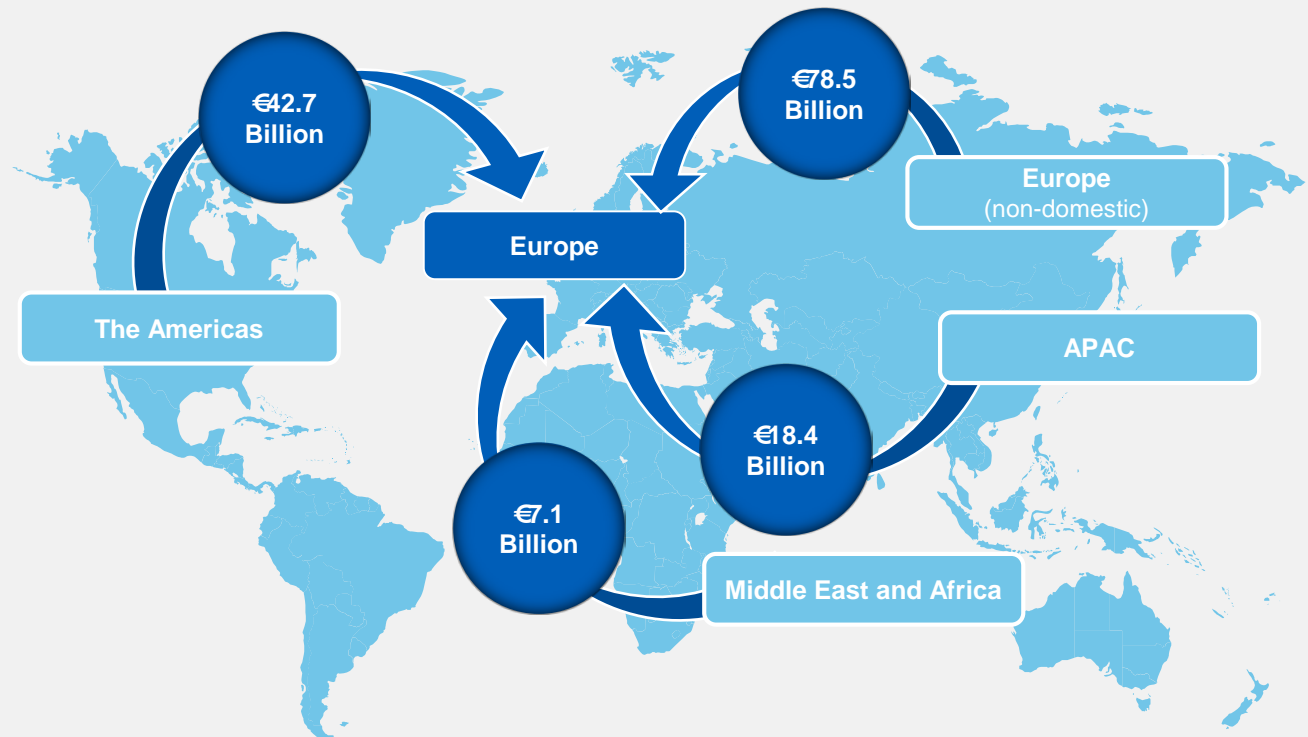 €42.7
Billion
€78.5
Billion
Europe
(non-domestic)
Europe
The Americas
APAC
€18.4
Billion
€7.1
Billion
Middle East and Africa